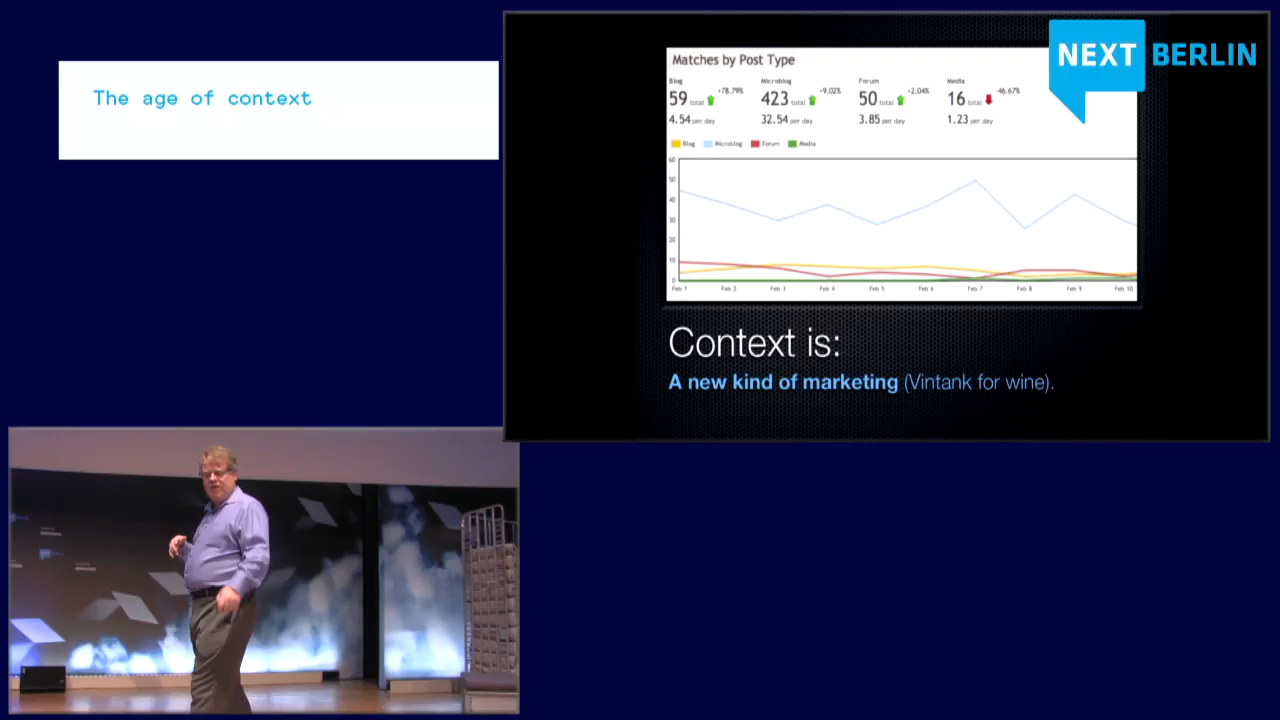 The age of context
NEXT BERLIN
Matches by Post Type
Blog Microblog Forum Media
59 total +78.79% 423 total +9.02% 50 total +2.04% 16 total -46.67%
4.54 per day 32.54 per day 3.85 per day 1.23 per day
Blog Microblog Forum Media
60
50
40
30
20
10
0
Feb 1 Feb 2 Feb 3 Feb 4 Feb 5 Feb 6 Feb 7 Feb 8 Feb 9 Feb 10
Context is:
A new kind of marketing (Vintank for wine).